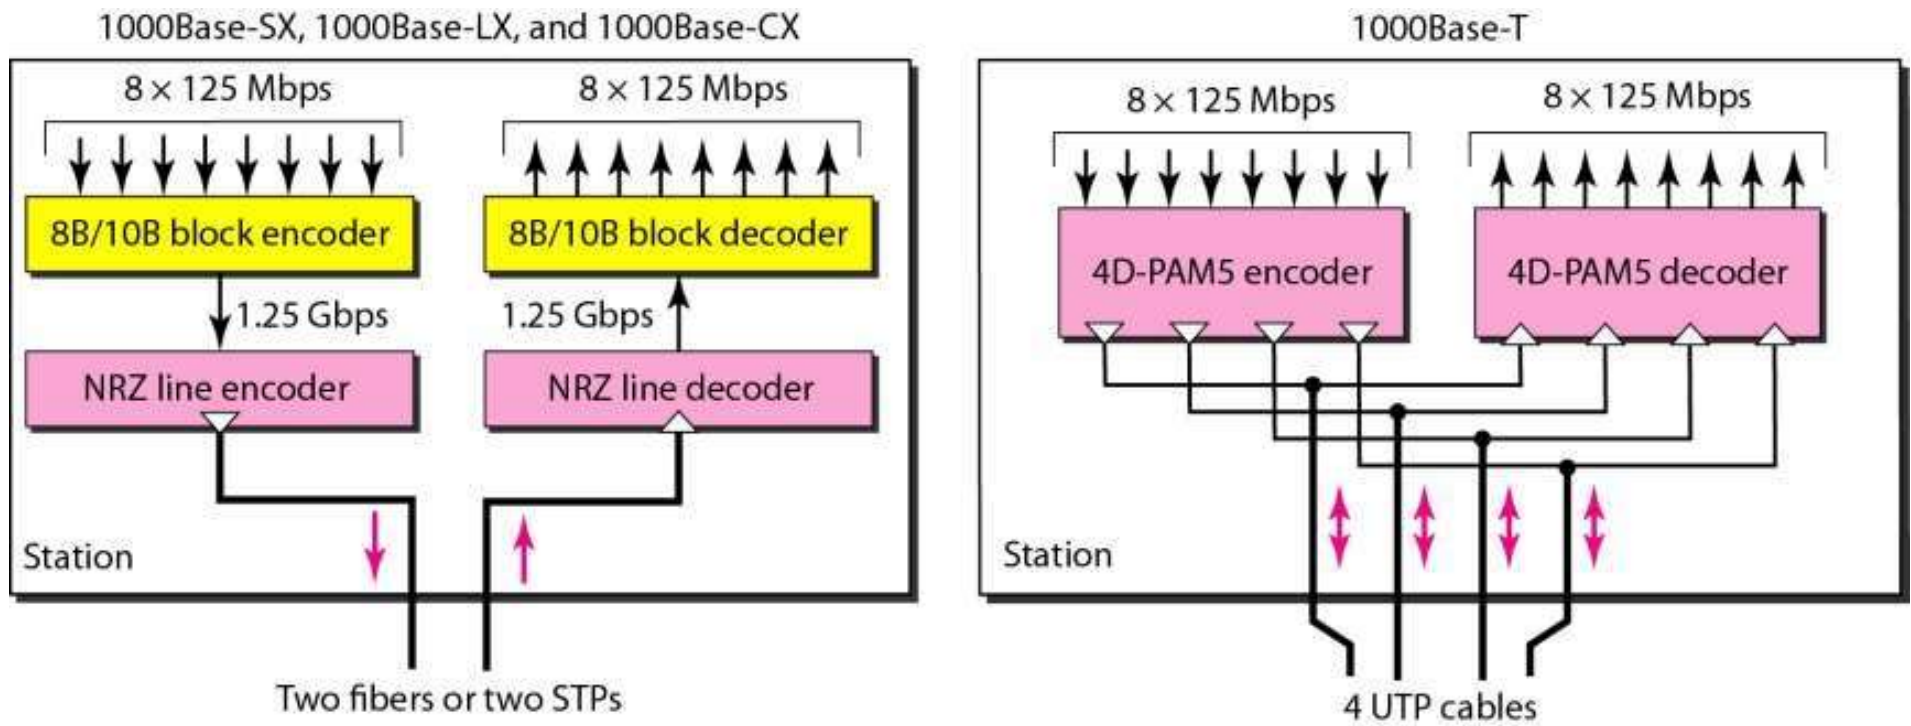 1000Base-SX, 1000Base-LX, and 1000Base-CX
8 × 125 Mbps
8 × 125 Mbps
8B/10B block encoder
8B/10B block decoder
1.25 Gbps
1.25 Gbps
NRZ line encoder
NRZ line decoder
Station
Two fibers or two STPs
1000Base-T
8 × 125 Mbps
8 × 125 Mbps
4D-PAM5 encoder
4D-PAM5 decoder
Station
4 UTP cables